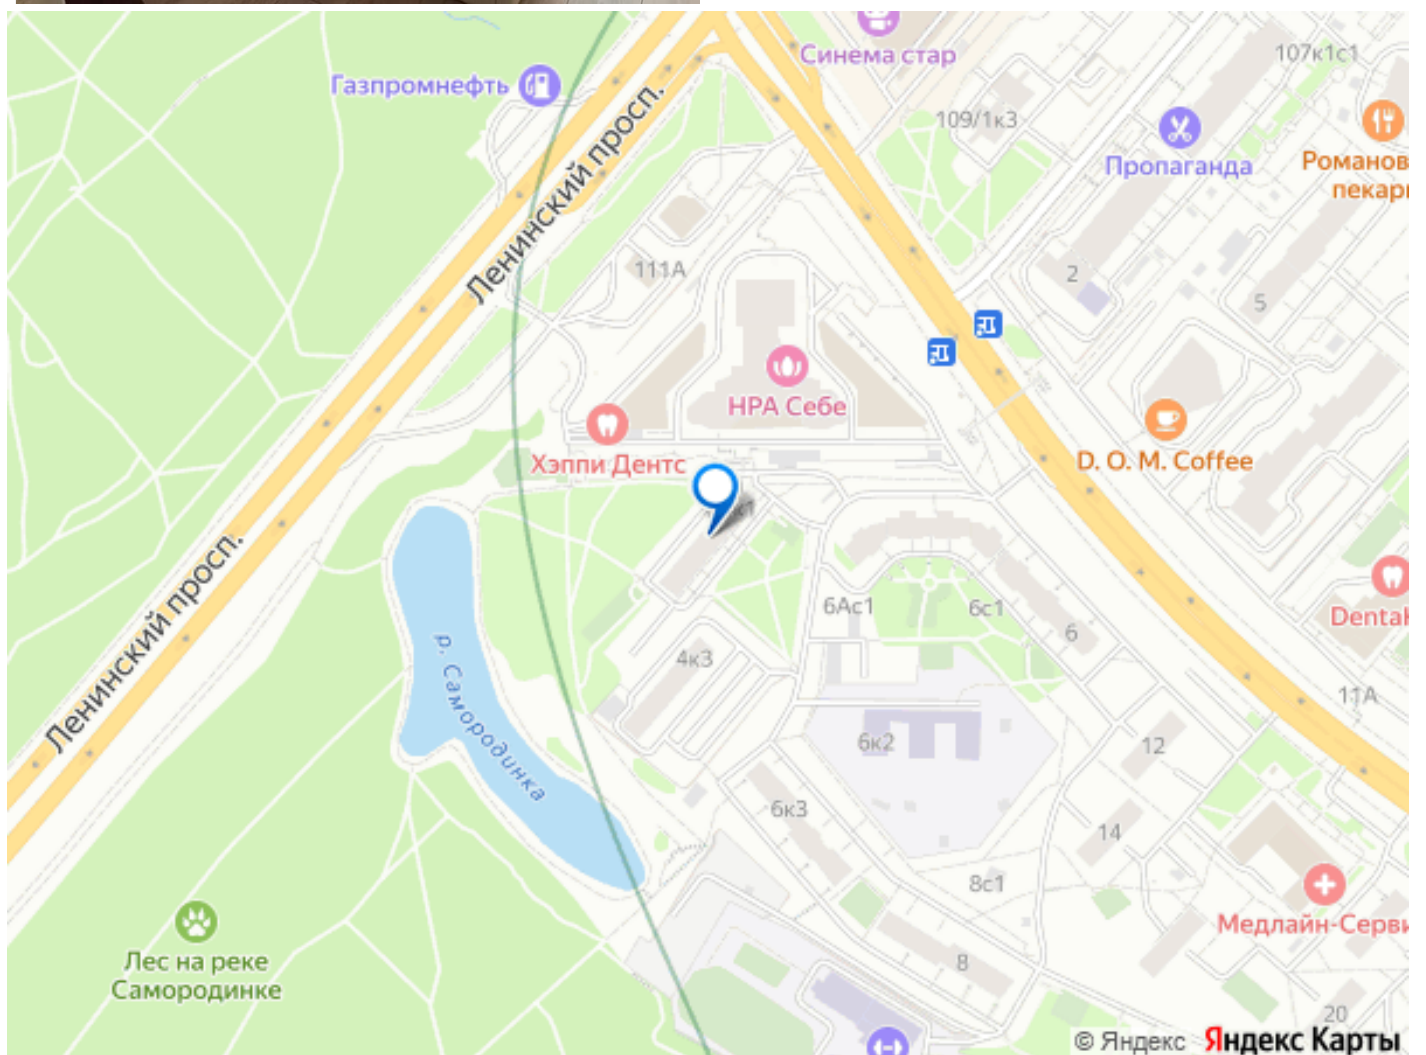 Синема стар
107к1с1
Газпромнефть
109/1к3
Пропаганда
Романов
пекар
Ленинский просп.
111А
2
5
НРА Себе
Хэппи Дентс
D. O. M. Coffee
к1
Ленинский просп.
6Ас1
6с1
6
Denta
4к3
11А
р. Самородинка
6к2
12
6к3
14
8с1
Медлайн-Серви
Лес на реке
Самородинке
8
20
© Яндекс Яндекс Карты